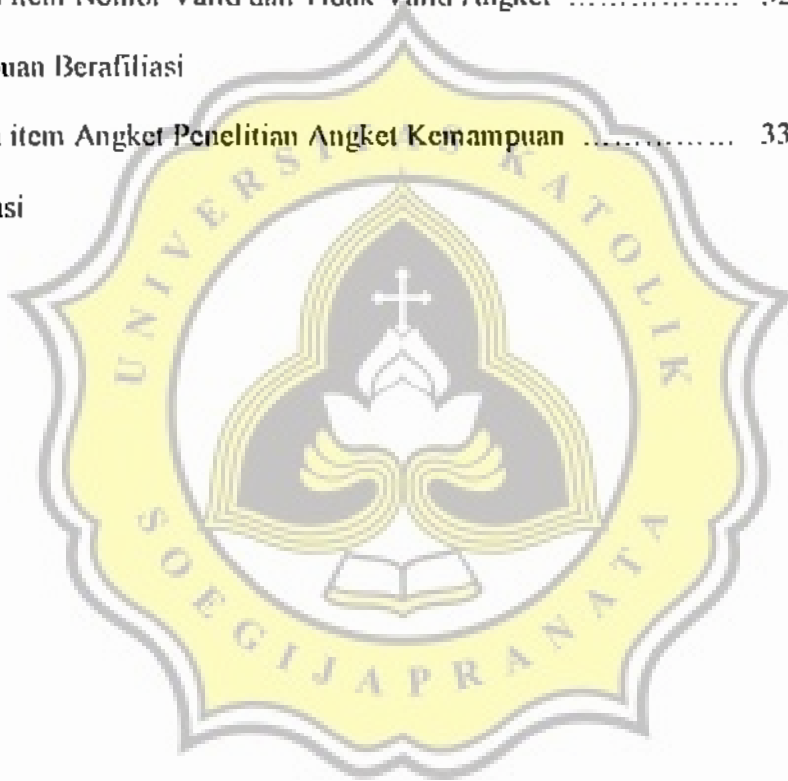 item Nomor Valid dan Tidak Valid Angket ................. 32
uan Berafiliasi
item Angket Penelitian Angket Kemampuan ............... 33
asi
UNIVERSITAS KATOLIK
SOEGIJAPRANATA